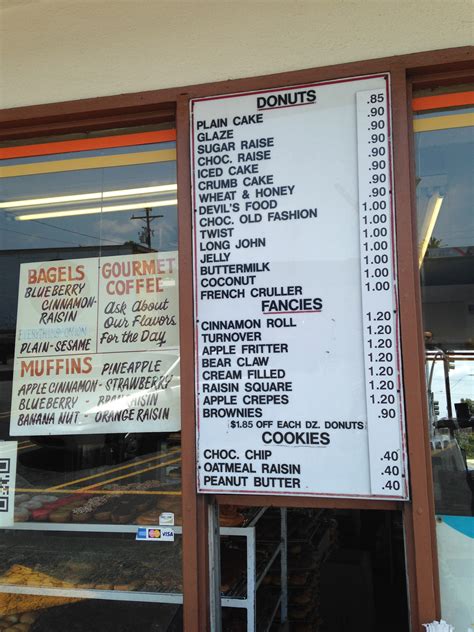 DONUTS
PLAIN CAKE .85
GLAZE .90
SUGAR RAISE .90
CHOC. RAISE .90
ICED CAKE .90
CRUMB CAKE .90
WHEAT & HONEY .90
DEVIL'S FOOD .90
CHOC. OLD FASHION 1.00
TWIST 1.00
LONG JOHN 1.00
JELLY 1.00
BUTTERMILK 1.00
COCONUT 1.00
FRENCH CRULLER 1.00
FANCIES
CINNAMON ROLL 1.20
TURNOVER 1.20
APPLE FRITTER 1.20
BEAR CLAW 1.20
CREAM FILLED 1.20
RAISIN SQUARE 1.20
APPLE CREPES 1.20
BROWNIES .90
$1.85 OFF EACH DZ. DONUTS
COOKIES
CHOC. CHIP .40
OATMEAL RAISIN .40
PEANUT BUTTER .40
BAGELS
BLUEBERRY
CINNAMON-
RAISIN
PLAIN-SESAME
GOURMET
COFFEE
Ask About
Our Flavors
For the Day
MUFFINS PINEAPPLE
APPLE CINNAMON - STRAWBERRY
BLUEBERRY - BRAN RAISIN
BANANA NUT - ORANGE RAISIN
VISA